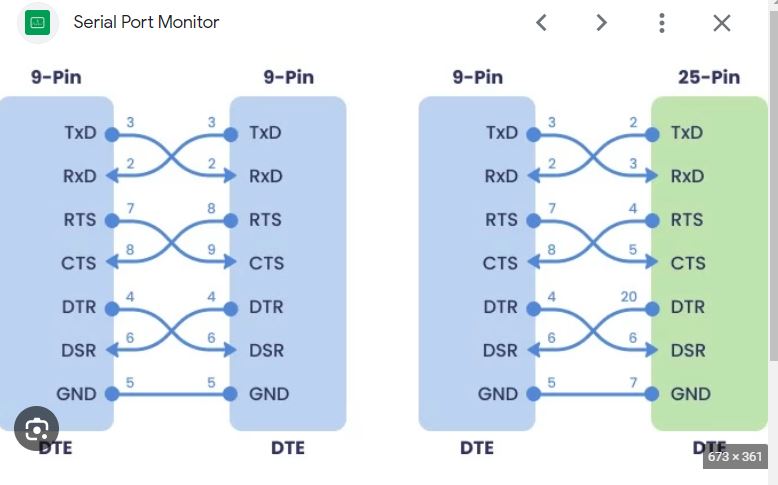 Serial Port Monitor
9-Pin 9-Pin 9-Pin 25-Pin
TxD 3 3 TxD TxD 3 2 TxD
RxD 2 2 RxD RxD 2 3 RxD
RTS 7 8 RTS RTS 7 4 RTS
CTS 8 9 CTS CTS 8 5 CTS
DTR 4 4 DTR DTR 4 20 DTR
DSR 6 6 DSR DSR 6 6 DSR
GND 5 5 GND GND 5 7 GND
DTE DTE DTE DTE
673 × 361